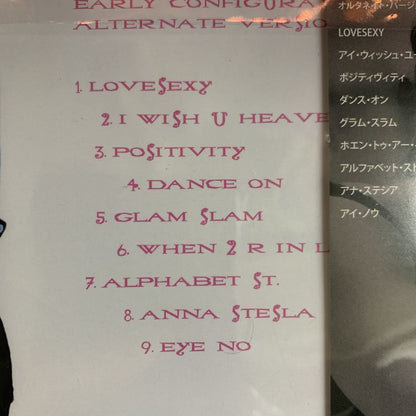 EARLY CONFIGURA
ALTERNATE VERSIO
1. LOVESEXY
2. I WISH U HEAVE
3. POSITIVITY
4. DANCE ON
5. GLAM SLAM
6. WHEN 2 R IN L
7. ALPHABET ST.
8. ANNA STESIA
9. EYE NO
オルタネイト・バージ
LOVESEXY
アイ・ウィッシュ・ユー
ポジティヴィティ
ダンス・オン
グラム・スラム
ホエン・トゥ・アー・
アルファベット・スト
アナ・ステシア
アイ・ノウ